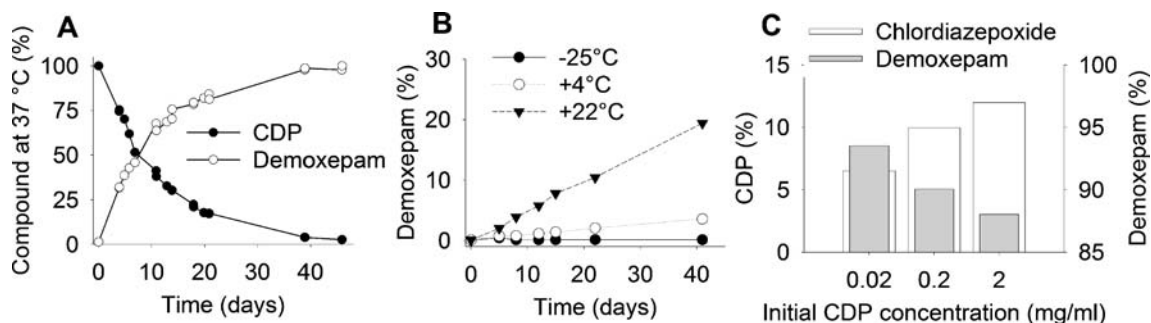 A
Compound at 37 °C (%)
100
75
50
25
0
CDP
Demoxepam
0 10 20 30 40
Time (days)
B
Demoxepam (%)
30
20
10
0
-25°C
+4°C
+22°C
0 10 20 30 40
Time (days)
C
Chlordiazepoxide
Demoxepam
CDP (%)
15
10
5
0
100
95
90
85
Demoxepam (%)
0.02 0.2 2
Initial CDP concentration (mg/ml)